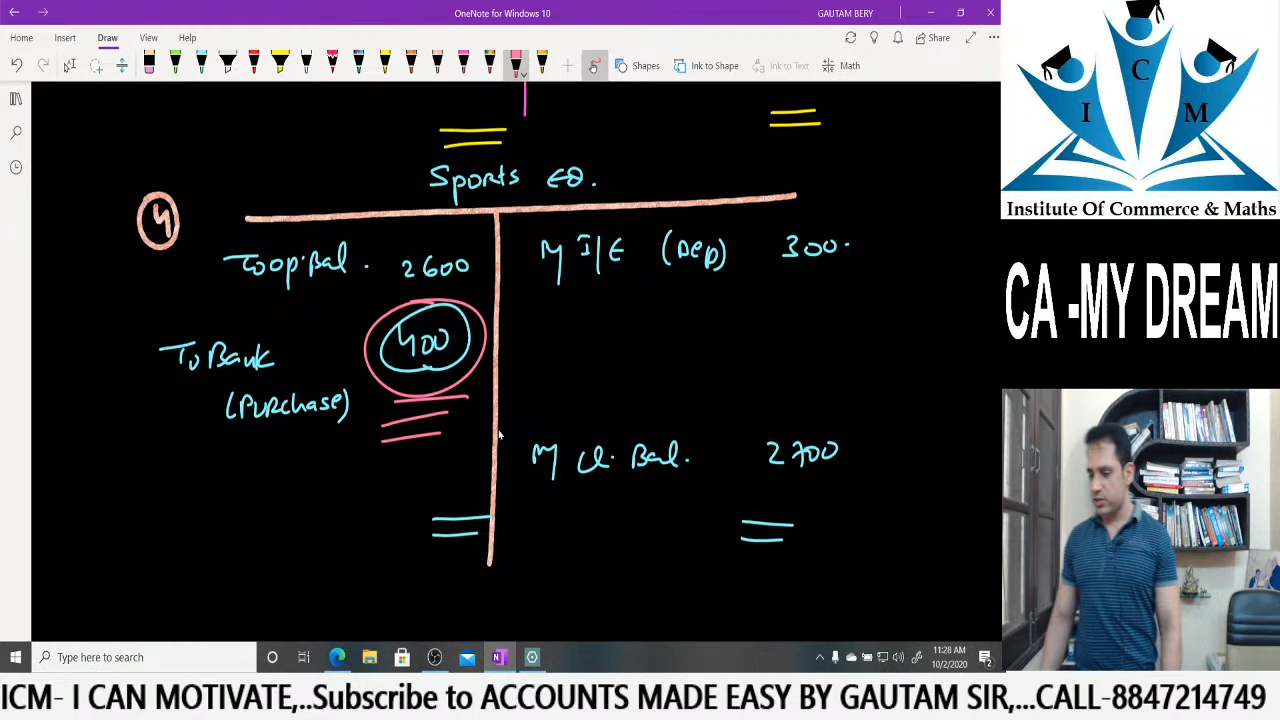 OneNote for Windows 10
GAUTAM BERY
Home Insert Draw View Help
Share
Shapes Ink to Shape Ink to Text Math
Sports EQ.
4
To op. Bal. 2600
By I/E (Dep) 300.
400
To Bank
(Purchase)
By Cl. Bal. 2700
Type here to search
11:28 AM
10/2/2020
2
I C M
Institute Of Commerce & Maths
CA -MY DREAM
ICM- I CAN MOTIVATE,..Subscribe to ACCOUNTS MADE EASY BY GAUTAM SIR,...CALL-8847214749